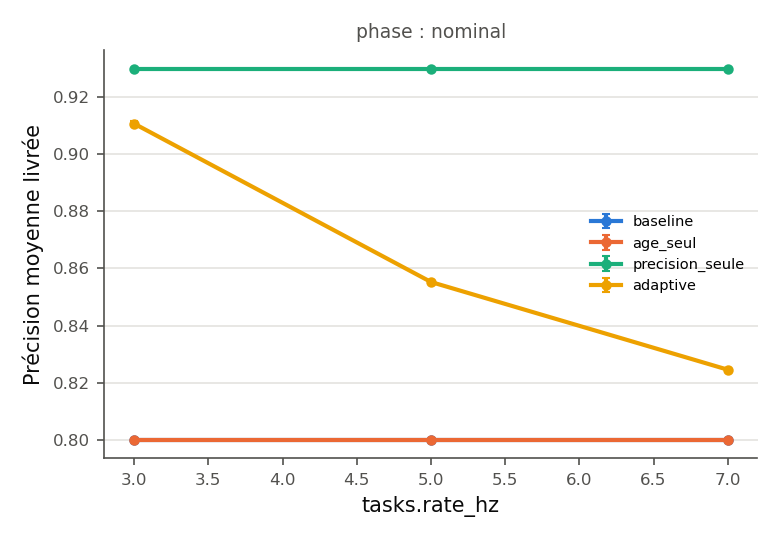 phase : nominal
Précision moyenne livrée
0.92
0.90
0.88
0.86
0.84
0.82
0.80
baseline
age_seul
precision_seule
adaptive
3.0 3.5 4.0 4.5 5.0 5.5 6.0 6.5 7.0
tasks.rate_hz